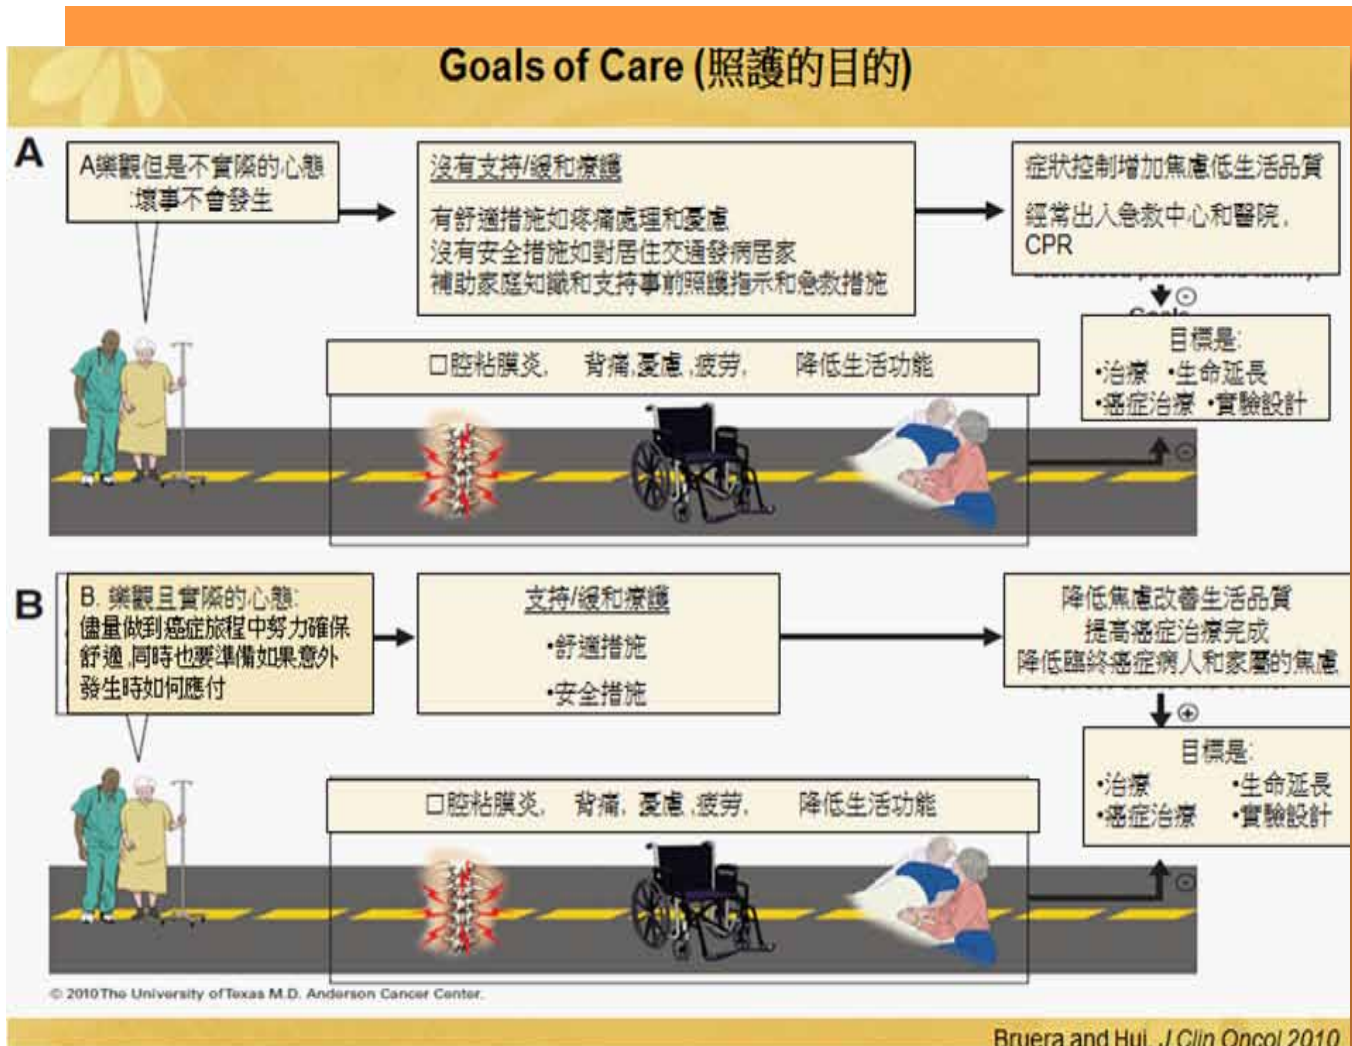 Goals of Care (照護的目的)
A
A樂觀但是不實際的心態
:壞事不會發生
沒有支持/緩和療護
有舒適措施如疼痛處理和憂慮
沒有安全措施如對居住交通發病居家
補助家庭知識和支持事前照護指示和急救措施
症狀控制增加焦慮低生活品質
經常出入急救中心和醫院,
CPR
⊖
目標是:
•治療 •生命延長
•癌症治療 •實驗設計
口腔粘膜炎, 背痛,憂慮,疲劳, 降低生活功能
⊖
B
B. 樂觀且實際的心態:
儘量做到癌症旅程中努力確保
舒適,同時也要準備如果意外
發生時如何應付
支持/緩和療護
•舒適措施
•安全措施
降低焦慮改善生活品質
提高癌症治療完成
降低臨終癌症病人和家屬的焦慮
⊕
目標是:
•治療 •生命延長
•癌症治療 •實驗設計
口腔粘膜炎, 背痛, 憂慮,疲劳, 降低生活功能
⊖
© 2010 The University of Texas M.D. Anderson Cancer Center.
Bruera and Hui, J Clin Oncol 2010